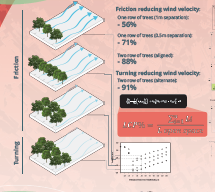 Friction reducing wind velocity:
One row of trees (1m separation):
- 56%
One row of trees (0.5m separation):
- 71%
Two rows of trees (aligned):
- 88%
Turning reducing wind velocity:
Two rows of trees (alternate):
- 91%
Friction
Turning